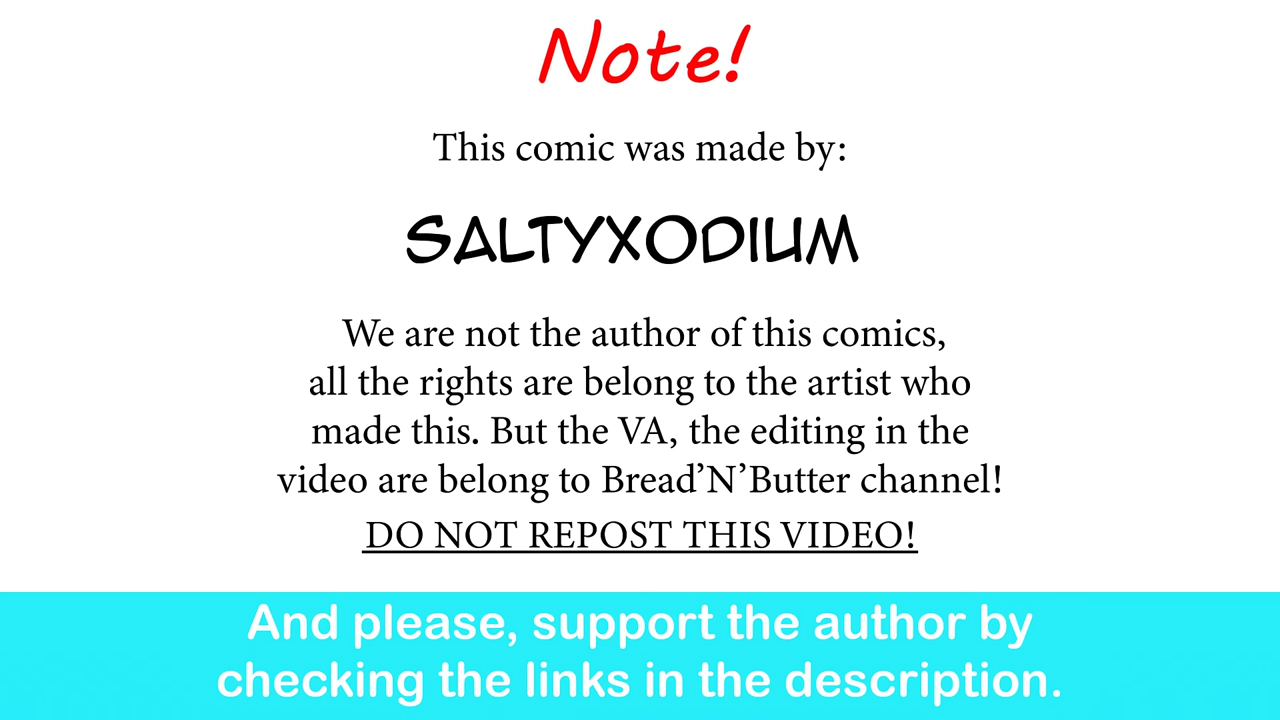 Note!
This comic was made by:
SALTYXODIUM
We are not the author of this comics,
all the rights are belong to the artist who
made this. But the VA, the editing in the
video are belong to Bread’N’Butter channel!
DO NOT REPOST THIS VIDEO!
And please, support the author by
checking the links in the description.